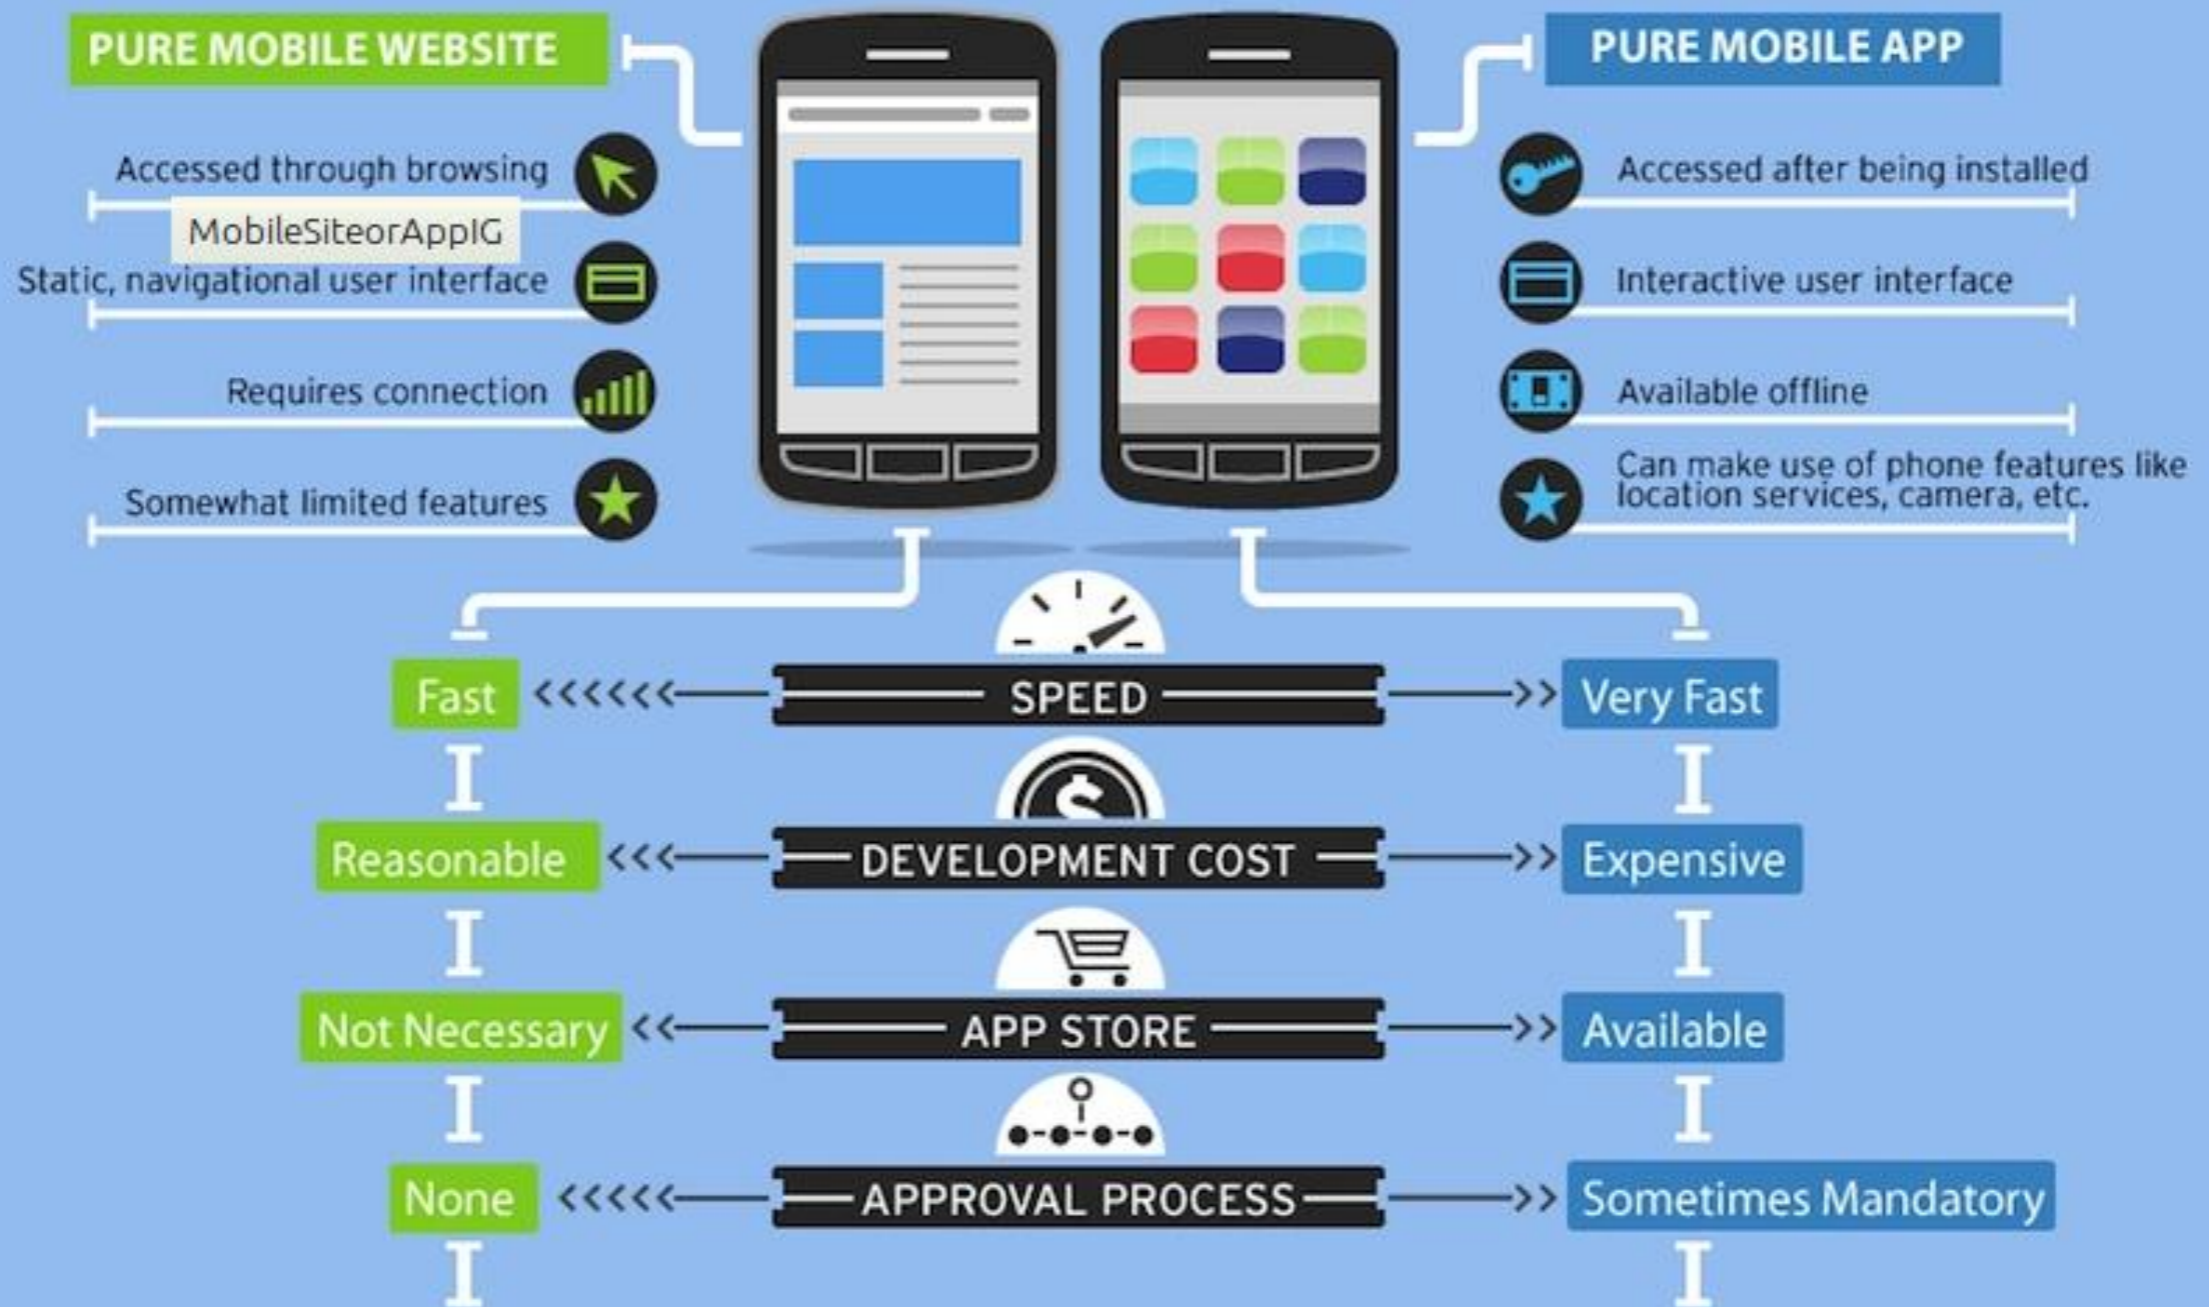 PURE MOBILE WEBSITE
Accessed through browsing
MobileSiteorAppIG
Static, navigational user interface
Requires connection
Somewhat limited features
PURE MOBILE APP
Accessed after being installed
Interactive user interface
Available offline
Can make use of phone features like
location services, camera, etc.
Fast <<<<<< SPEED >> Very Fast
Reasonable <<< DEVELOPMENT COST >> Expensive
Not Necessary << APP STORE >> Available
None <<<<< APPROVAL PROCESS >> Sometimes Mandatory